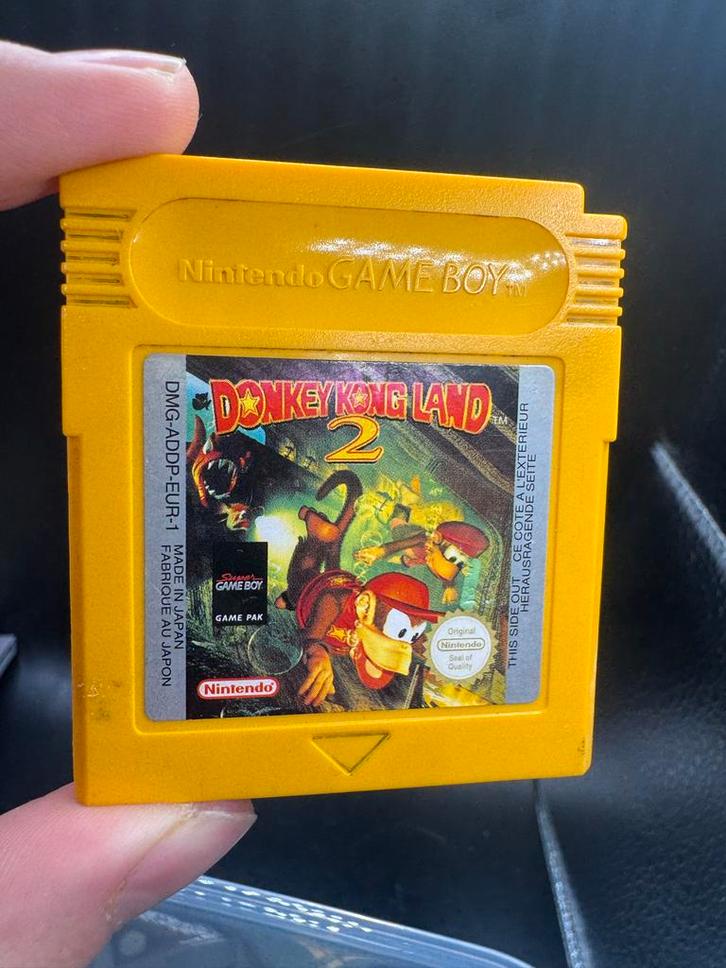 Nintendo GAME BOY TM
DONKEY KONG LAND TM
2
DMG-ADDP-EUR-1
MADE IN JAPAN
FABRIQUE AU JAPON
Super
GAME BOY
GAME PAK
Nintendo
Original
Nintendo
Seal of
Quality
THIS SIDE OUT CE COTE A L'EXTERIEUR
HERAUSRAGENDE SEITE